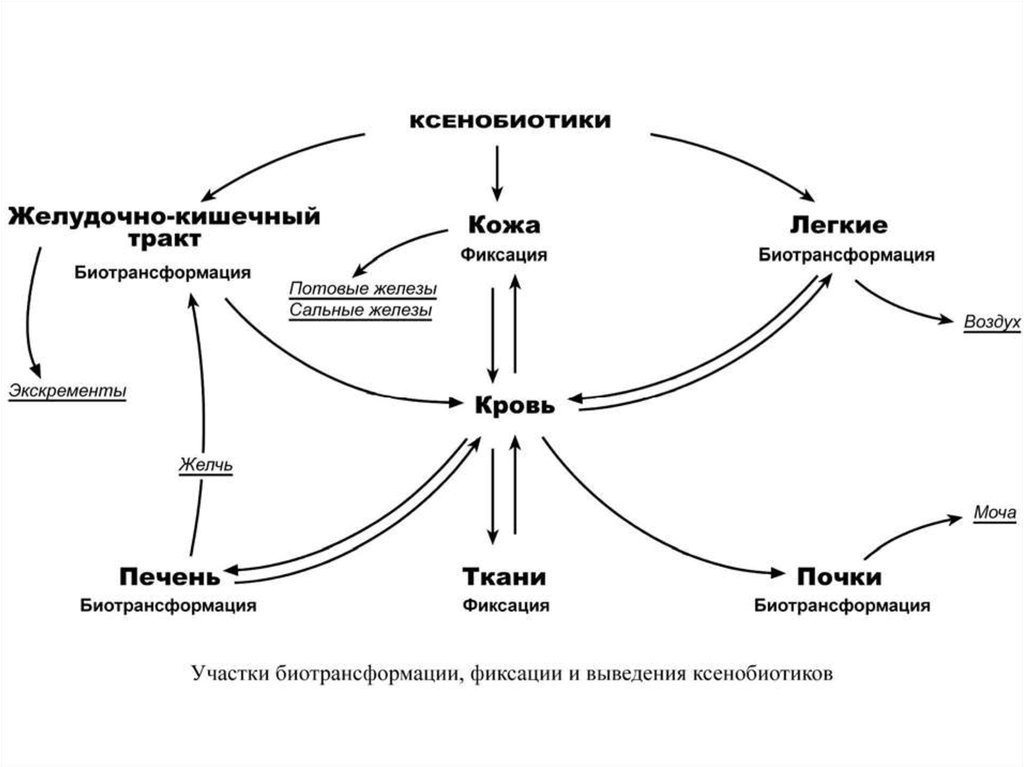 КСЕНОБИОТИКИ
Желудочно-кишечный
тракт
Биотрансформация
Кожа
Фиксация
Легкие
Биотрансформация
Потовые железы
Сальные железы
Воздух
Экскременты
Кровь
Желчь
Моча
Печень
Биотрансформация
Ткани
Фиксация
Почки
Биотрансформация
Участки биотрансформации, фиксации и выведения ксенобиотиков